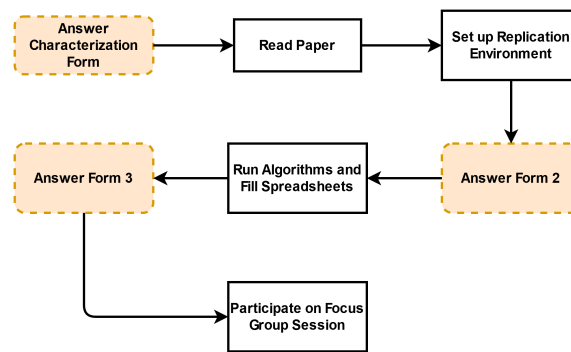 Answer
Characterization
Form
Read Paper
Set up Replication
Environment
Answer Form 3
Run Algorithms and
Fill Spreadsheets
Answer Form 2
Participate on Focus
Group Session